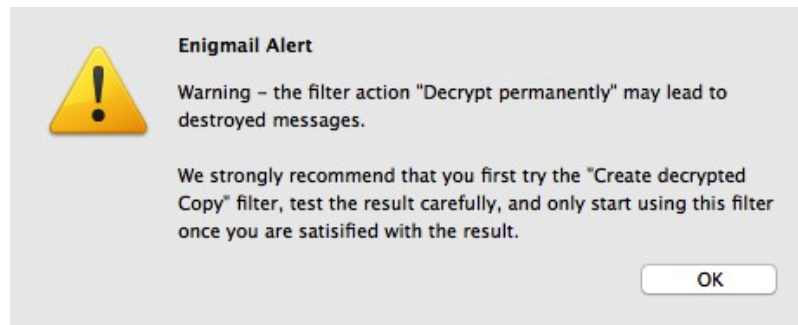 Enigmail Alert
Warning – the filter action "Decrypt permanently" may lead to
destroyed messages.
We strongly recommend that you first try the "Create decrypted
Copy" filter, test the result carefully, and only start using this filter
once you are satisified with the result.
OK